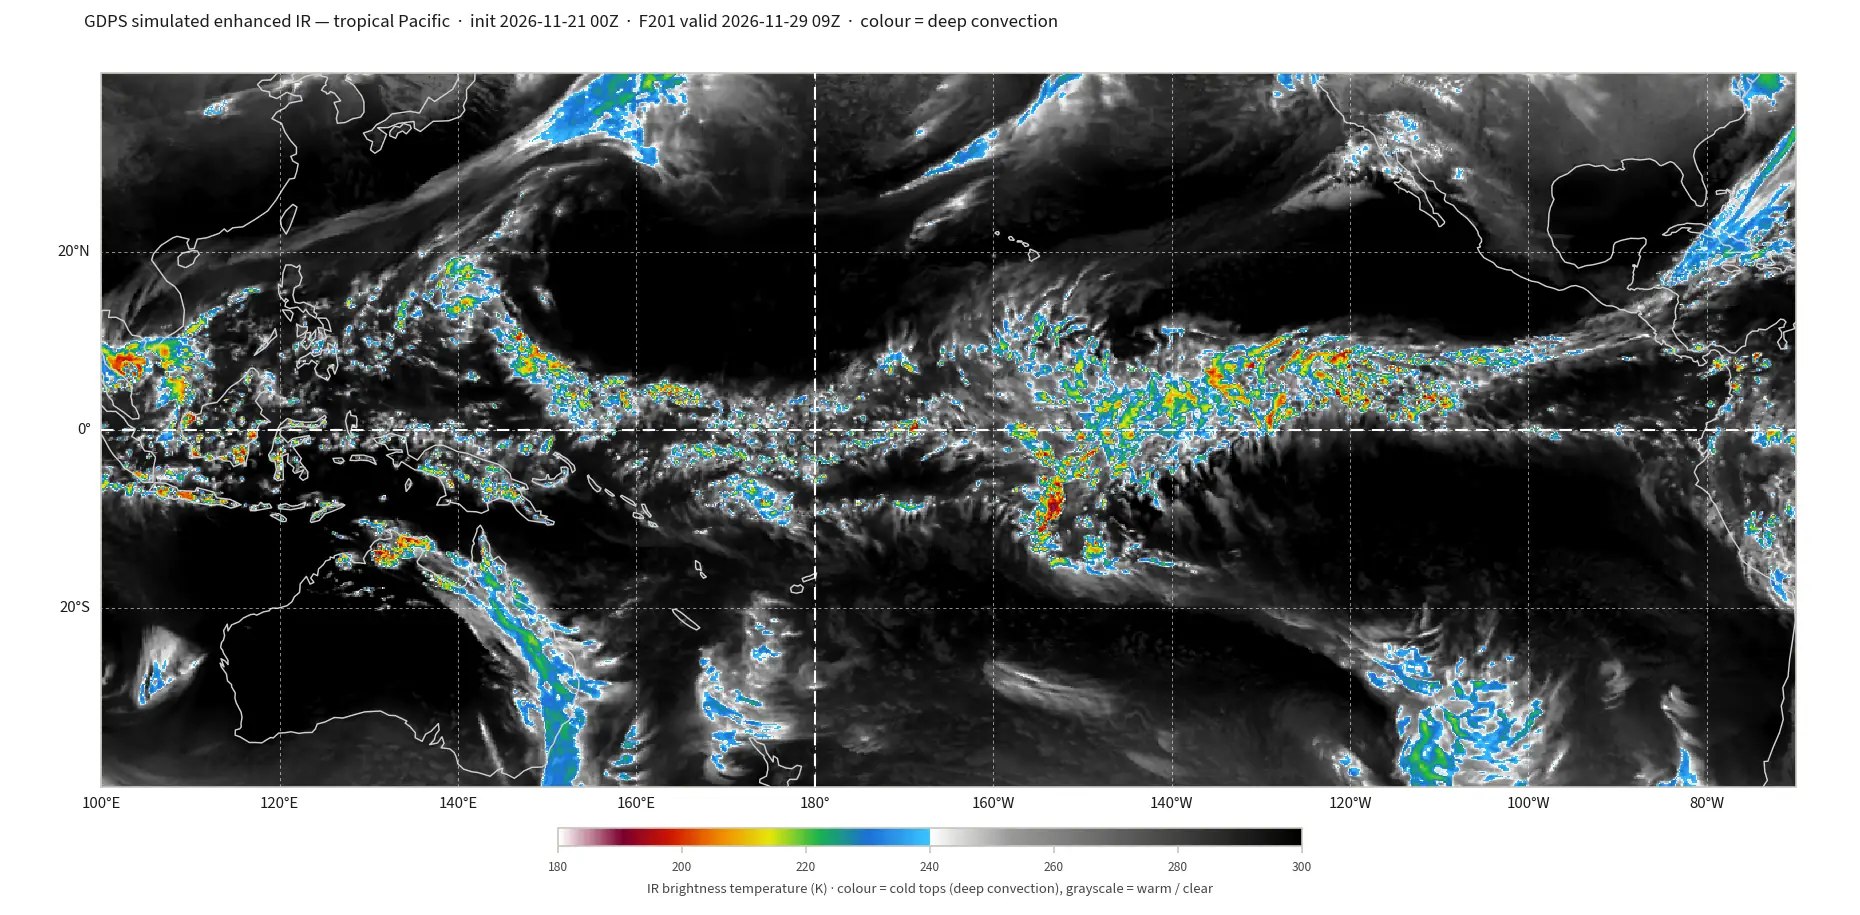 GDPS simulated enhanced IR — tropical Pacific · init 2026-11-21 00Z · F201 valid 2026-11-29 09Z · colour = deep convection
20°N
0°
20°S
100°E 120°E 140°E 160°E 180° 160°W 140°W 120°W 100°W 80°W
180 200 220 240 260 280 300
IR brightness temperature (K) · colour = cold tops (deep convection), grayscale = warm / clear